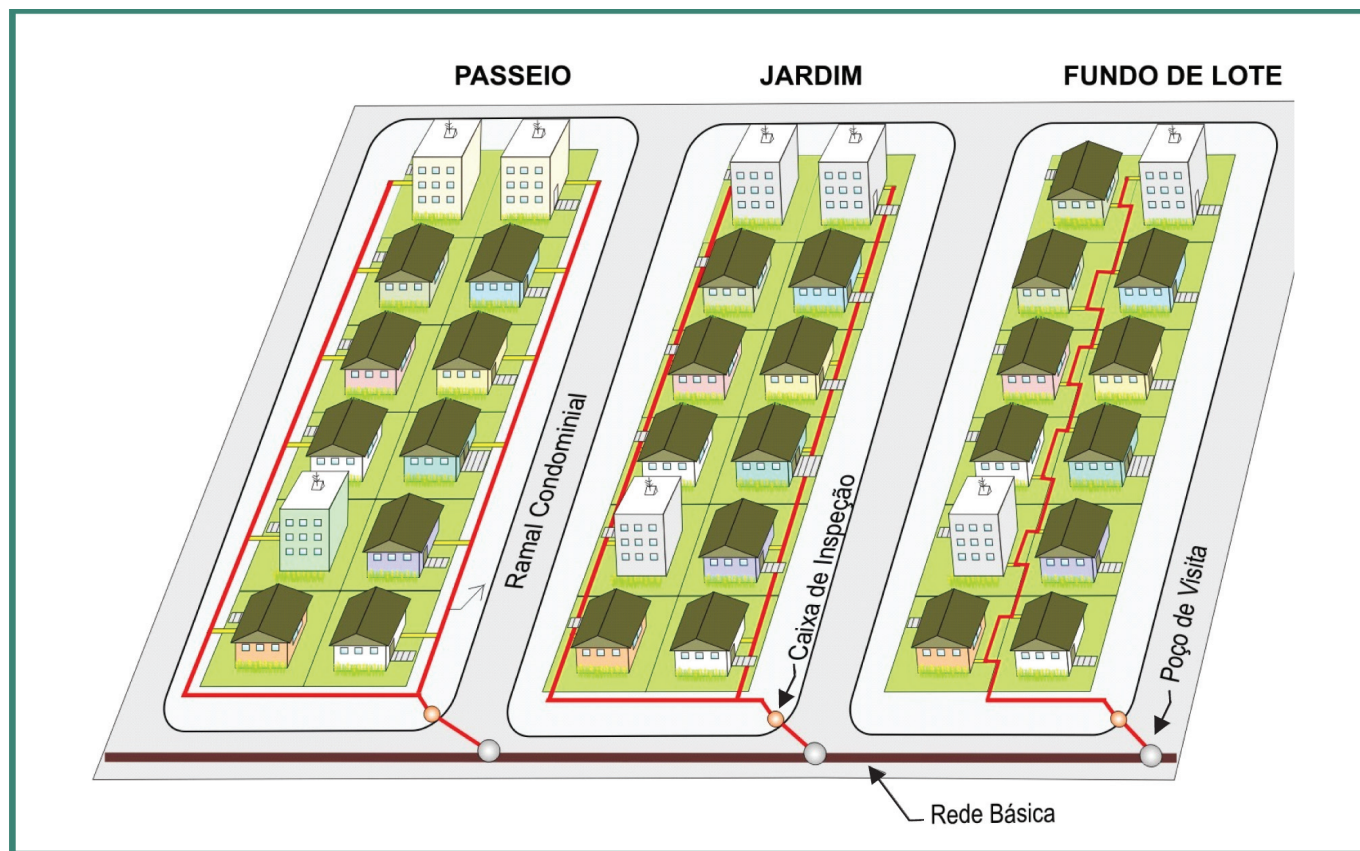 PASSEIO
JARDIM
FUNDO DE LOTE
Ramal Condominial
Caixa de Inspeção
Poço de Visita
Rede Básica